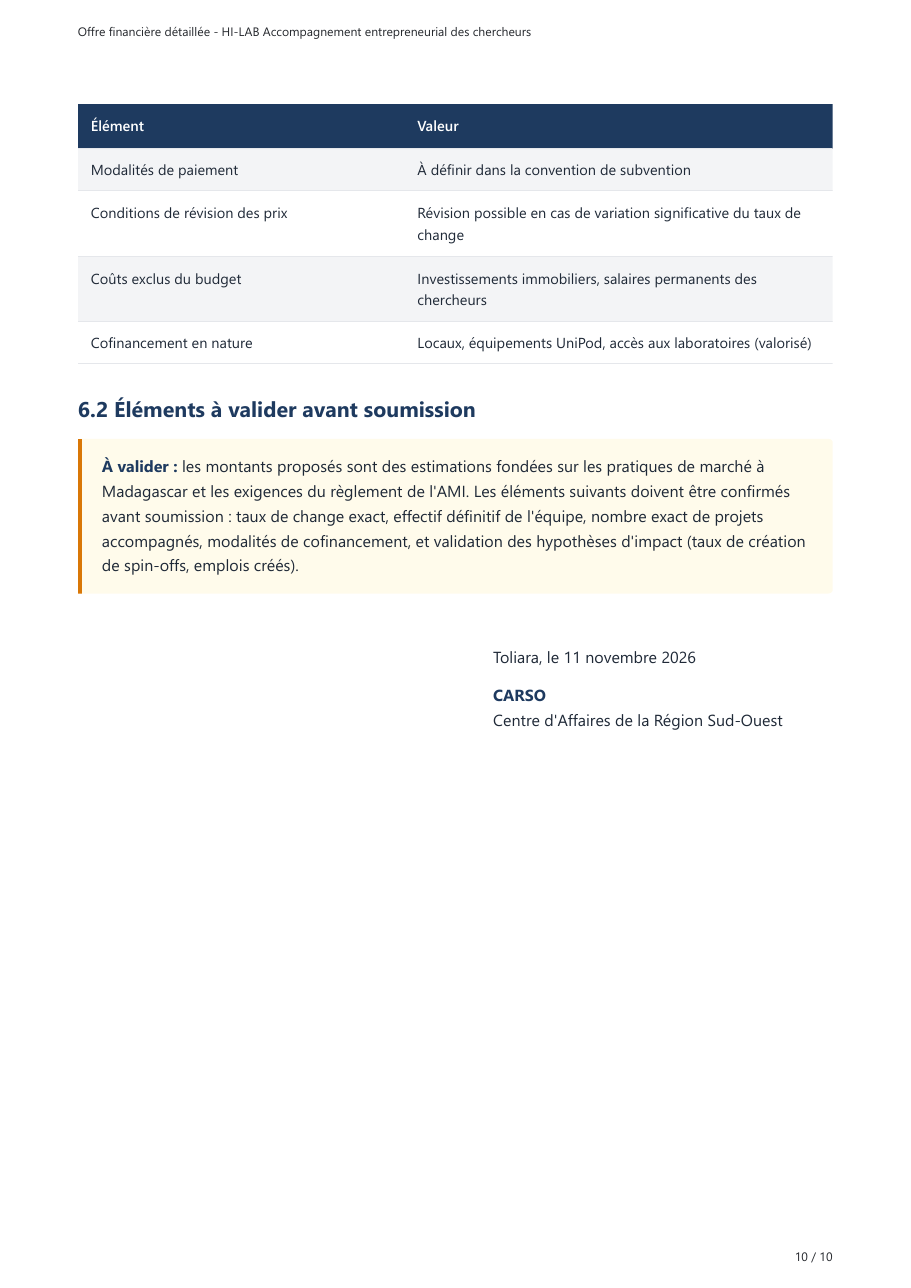 Offre financière détaillée - HI-LAB Accompagnement entrepreneurial des chercheurs
Élément Valeur
Modalités de paiement À définir dans la convention de subvention
Conditions de révision des prix Révision possible en cas de variation significative du taux de
change
Coûts exclus du budget Investissements immobiliers, salaires permanents des
chercheurs
Cofinancement en nature Locaux, équipements UniPod, accès aux laboratoires (valorisé)
6.2 Éléments à valider avant soumission
À valider : les montants proposés sont des estimations fondées sur les pratiques de marché à
Madagascar et les exigences du règlement de l'AMI. Les éléments suivants doivent être confirmés
avant soumission : taux de change exact, effectif définitif de l'équipe, nombre exact de projets
accompagnés, modalités de cofinancement, et validation des hypothèses d'impact (taux de création
de spin-offs, emplois créés).
Toliara, le 11 novembre 2026
CARSO
Centre d'Affaires de la Région Sud-Ouest
10 / 10